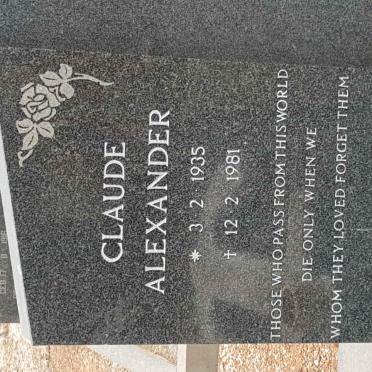 CLAUDE
ALEXANDER
* 3 2 1935
† 12 2 1981
THOSE WHO PASS FROM THIS WORLD
DIE ONLY WHEN WE
WHOM THEY LOVED FORGET THEM